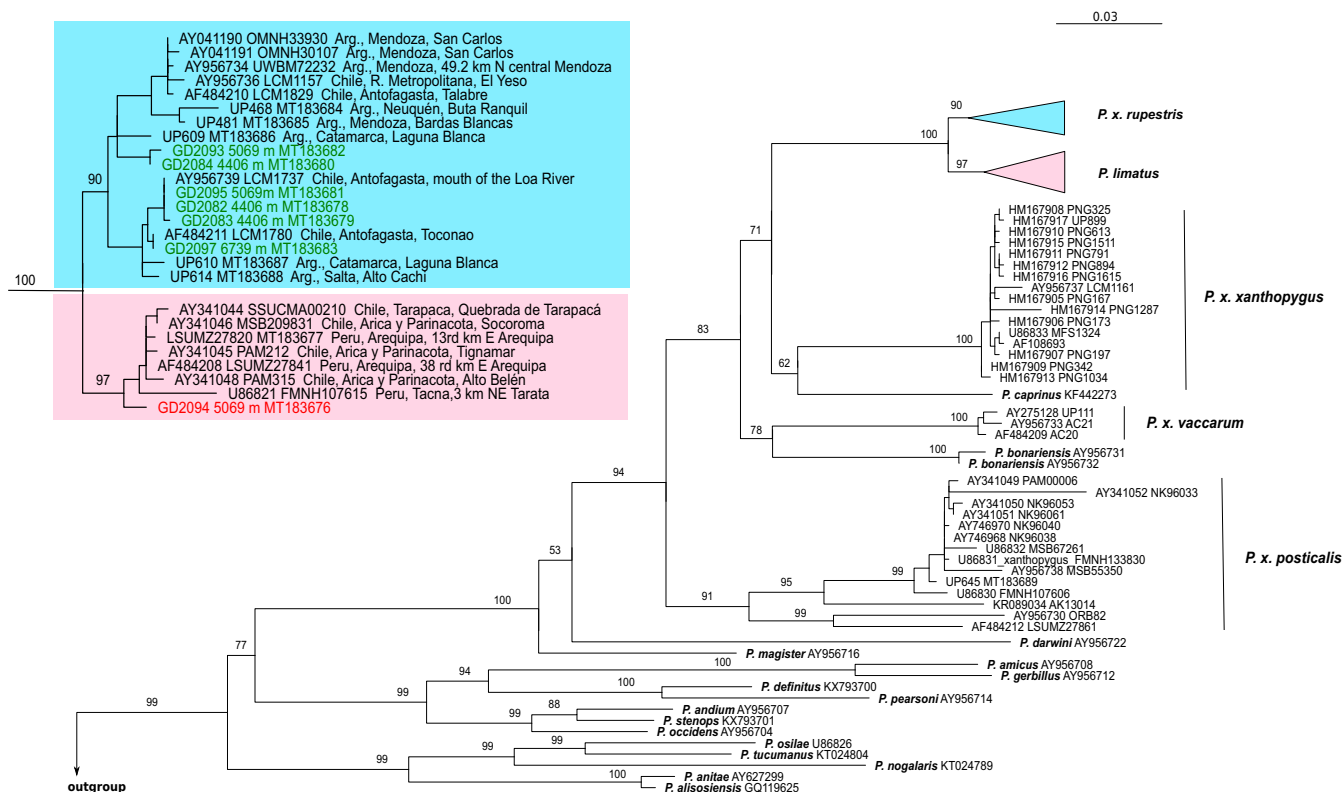 0.03
AY041190 OMNH33930 Arg., Mendoza, San Carlos
AY041191 OMNH30107 Arg., Mendoza, San Carlos
AY956734 UWBM72232 Arg., Mendoza, 49.2 km N central Mendoza
AY956736 LCM1157 Chile, R. Metropolitana, El Yeso
AF484210 LCM1829 Chile, Antofagasta, Talabre
UP468 MT183684 Arg., Neuquén, Buta Ranquil
UP481 MT183685 Arg., Mendoza, Bardas Blancas
UP609 MT183686 Arg., Catamarca, Laguna Blanca
GD2093 5069 m MT183682
GD2084 4406 m MT183680
90
AY956739 LCM1737 Chile, Antofagasta, mouth of the Loa River
GD2095 5069m MT183681
GD2082 4406 m MT183678
GD2083 4406 m MT183679
AF484211 LCM1780 Chile, Antofagasta, Toconao
GD2097 6739 m MT183683
UP610 MT183687 Arg., Catamarca, Laguna Blanca
UP614 MT183688 Arg., Salta, Alto Cachi
100
AY341044 SSUCMA00210 Chile, Tarapaca, Quebrada de Tarapacá
AY341046 MSB209831 Chile, Arica y Parinacota, Socoroma
LSUMZ27820 MT183677 Peru, Arequipa, 13rd km E Arequipa
AY341045 PAM212 Chile, Arica y Parinacota, Tignamar
AF484208 LSUMZ27841 Peru, Arequipa, 38 rd km E Arequipa
97
AY341048 PAM315 Chile, Arica y Parinacota, Alto Belén
U86821 FMNH107615 Peru, Tacna,3 km NE Tarata
GD2094 5069 m MT183676
90
P. x. rupestris
100
97
P. limatus
HM167908 PNG325
HM167917 UP899
HM167910 PNG613
HM167915 PNG1511
HM167911 PNG791
HM167912 PNG894
HM167916 PNG1615
AY956737 LCM1161
HM167905 PNG167
HM167914 PNG1287
HM167906 PNG173
U86833 MFS1324
AF108693
HM167907 PNG197
HM167909 PNG342
HM167913 PNG1034
P. x. xanthopygus
71
83
100
62
P. caprinus KF442273
AY275128 UP111
AY956733 AC21
AF484209 AC20
P. x. vaccarum
100
78
100
P. bonariensis AY956731
P. bonariensis AY956732
94
AY341049 PAM00006
AY341052 NK96033
AY341050 NK96053
AY341051 NK96061
AY746970 NK96040
AY746968 NK96038
U86832 MSB67261
U86831_xanthopygus_FMNH133830
AY956738 MSB55350
UP645 MT183689
U86830 FMNH107606
KR089034 AK13014
AY956730 ORB82
AF484212 LSUMZ27861
P. x. posticalis
53
99
95
91
99
100
P. darwini AY956722
P. magister AY956716
77
100
P. amicus AY956708
P. gerbillus AY956712
94
100
P. definitus KX793700
P. pearsoni AY956714
99
88
P. andium AY956707
P. stenops KX793701
99
P. occidens AY956704
99
99
P. osilae U86826
P. tucumanus KT024804
99
P. nogalaris KT024789
99
100
P. anitae AY627299
P. alisosiensis GQ119625
outgroup